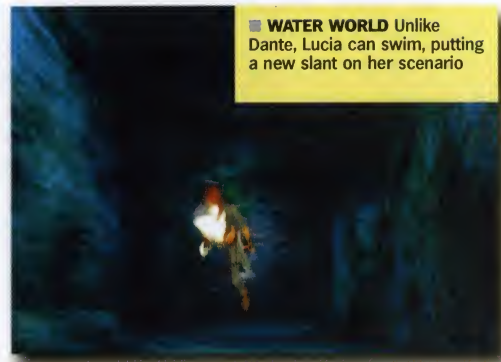 WATER WORLD Unlike
Dante, Lucia can swim, putting
a new slant on her scenario